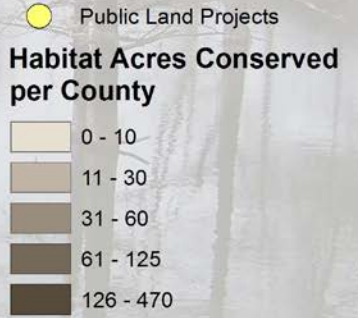 Public Land Projects
Habitat Acres Conserved
per County
0 - 10
11 - 30
31 - 60
61 - 125
126 - 470